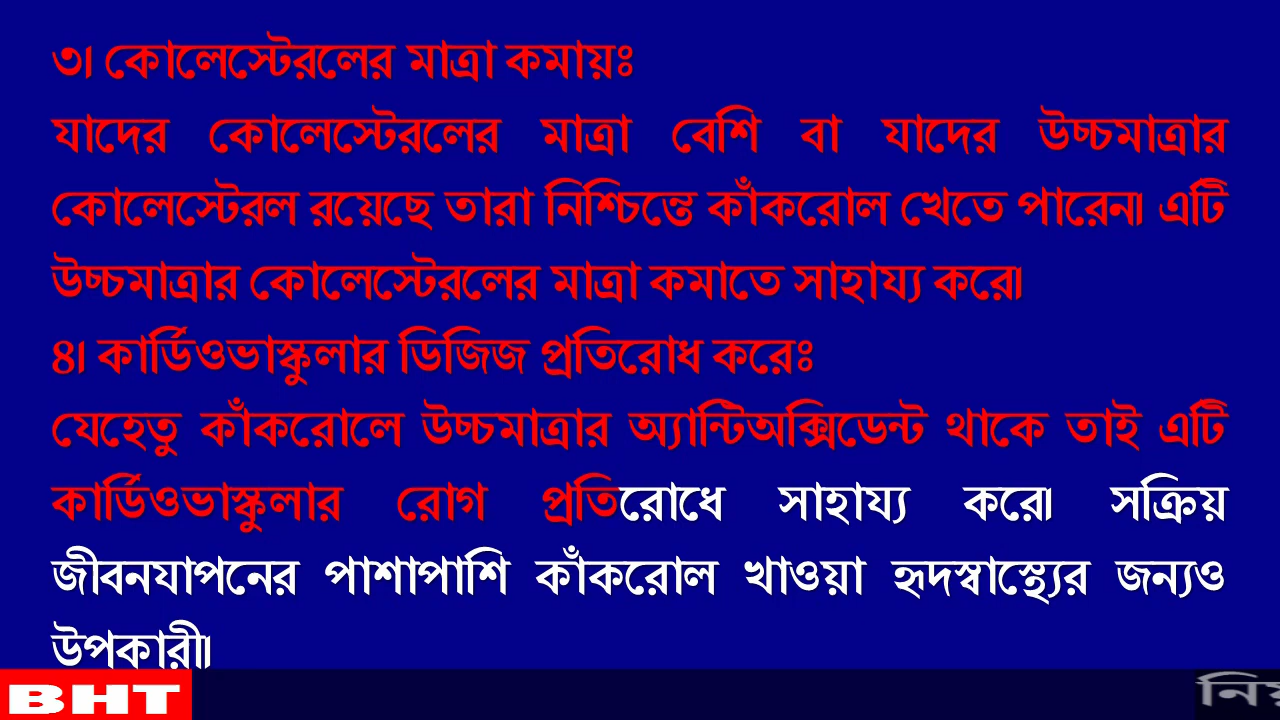 ৩। কোলেস্টেরলের মাত্রা কমায়ঃ
যাদের কোলেস্টেরলের মাত্রা বেশি বা যাদের উচ্চমাত্রার
কোলেস্টেরল রয়েছে তারা নিশ্চিন্তে কাঁকরোল খেতে পারেন। এটি
উচ্চমাত্রার কোলেস্টেরলের মাত্রা কমাতে সাহায্য করে।
৪। কার্ডিওভাস্কুলার ডিজিজ প্রতিরোধ করেঃ
যেহেতু কাঁকরোলে উচ্চমাত্রার অ্যান্টিঅক্সিডেন্ট থাকে তাই এটি
কার্ডিওভাস্কুলার রোগ প্রতিরোধে সাহায্য করে। সক্রিয়
জীবনযাপনের পাশাপাশি কাঁকরোল খাওয়া হৃদস্বাস্থ্যের জন্যও
উপকারী।
BHT